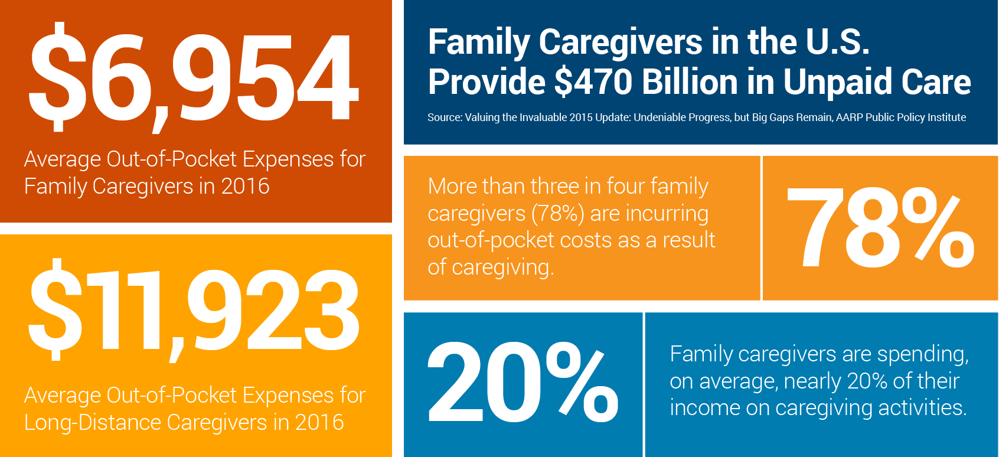 $6,954
Average Out-of-Pocket Expenses for
Family Caregivers in 2016
$11,923
Average Out-of-Pocket Expenses for
Long-Distance Caregivers in 2016
Family Caregivers in the U.S.
Provide $470 Billion in Unpaid Care
Source: Valuing the Invaluable 2015 Update: Undeniable Progress, but Big Gaps Remain, AARP Public Policy Institute
More than three in four family
caregivers (78%) are incurring
out-of-pocket costs as a result
of caregiving.
78%
20%
Family caregivers are spending,
on average, nearly 20% of their
income on caregiving activities.